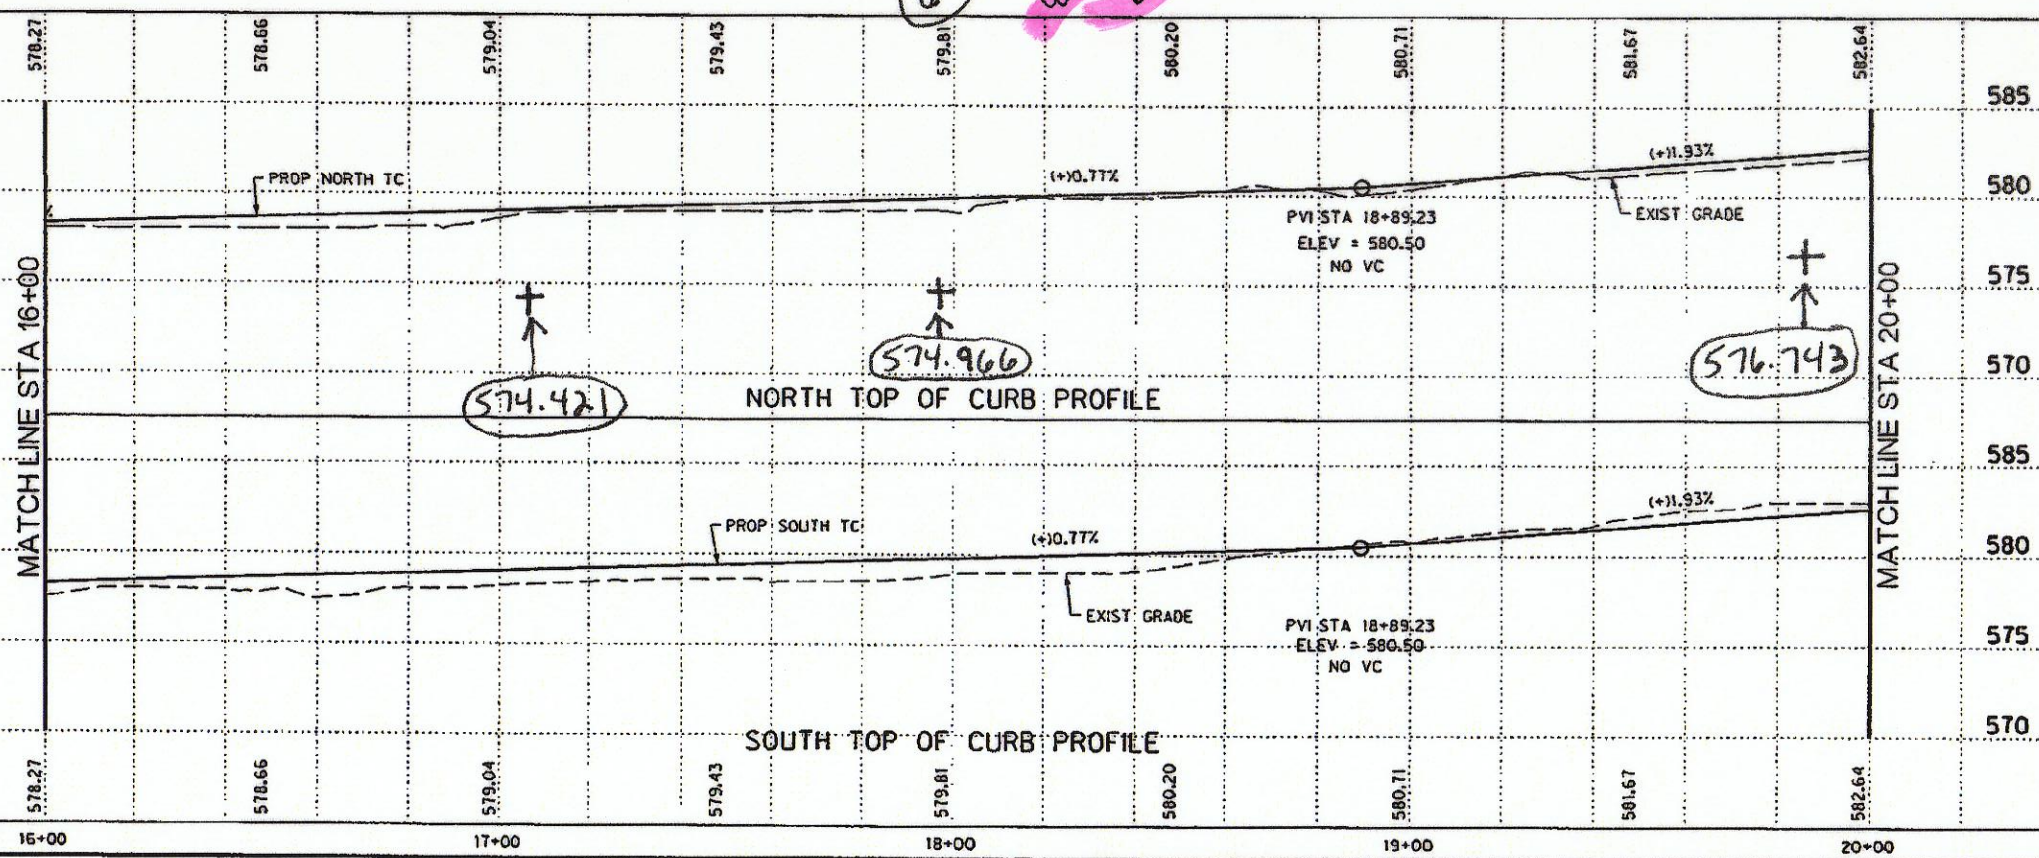 578.27 578.66 579.04 579.43 579.81 580.20 580.71 581.67 582.64
585
(+)1.93%
PROP NORTH TC
(+)0.77%
580
PVI STA 18+89.23
ELEV = 580.50
NO VC
EXIST GRADE
575
574.421
574.966
576.743
570
NORTH TOP OF CURB PROFILE
MATCH LINE STA 16+00
MATCH LINE STA 20+00
585
(+)1.93%
PROP SOUTH TC
(+)0.77%
580
EXIST GRADE
PVI STA 18+89.23
ELEV = 580.50
NO VC
575
570
SOUTH TOP OF CURB PROFILE
578.27 578.66 579.04 579.43 579.81 580.20 580.71 581.67 582.64
16+00 17+00 18+00 19+00 20+00